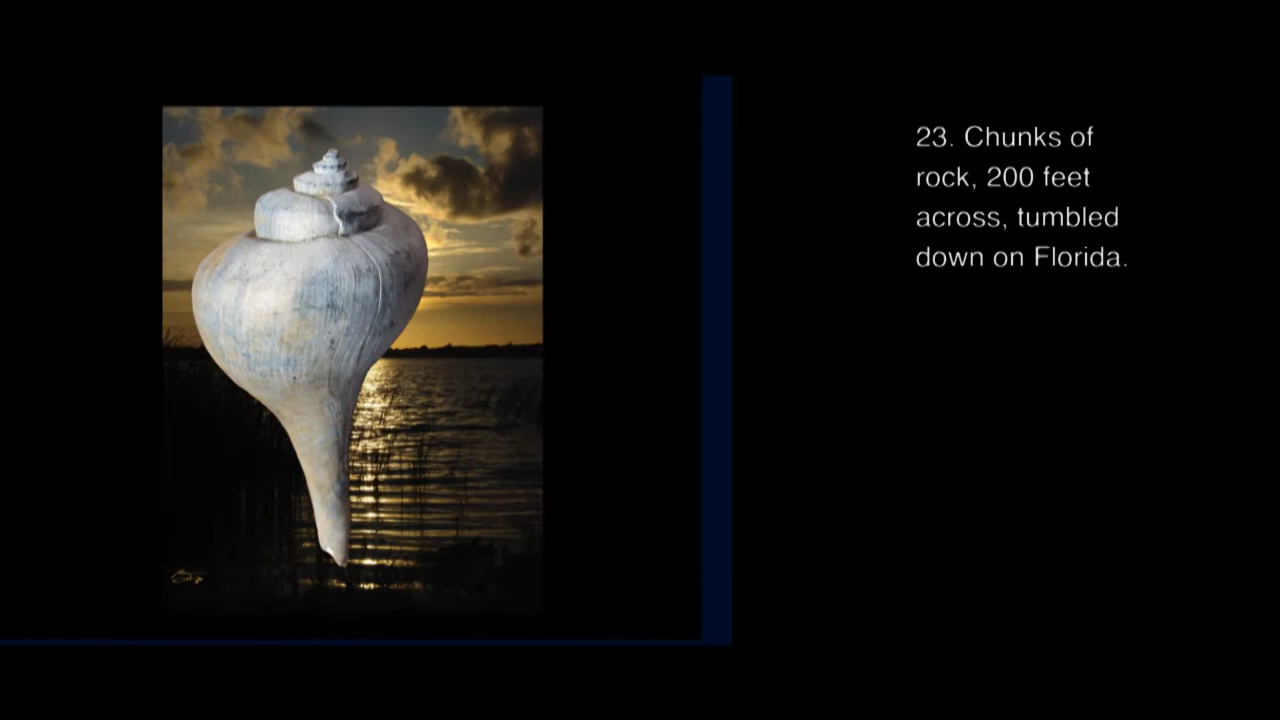 23. Chunks of
rock, 200 feet
across, tumbled
down on Florida.